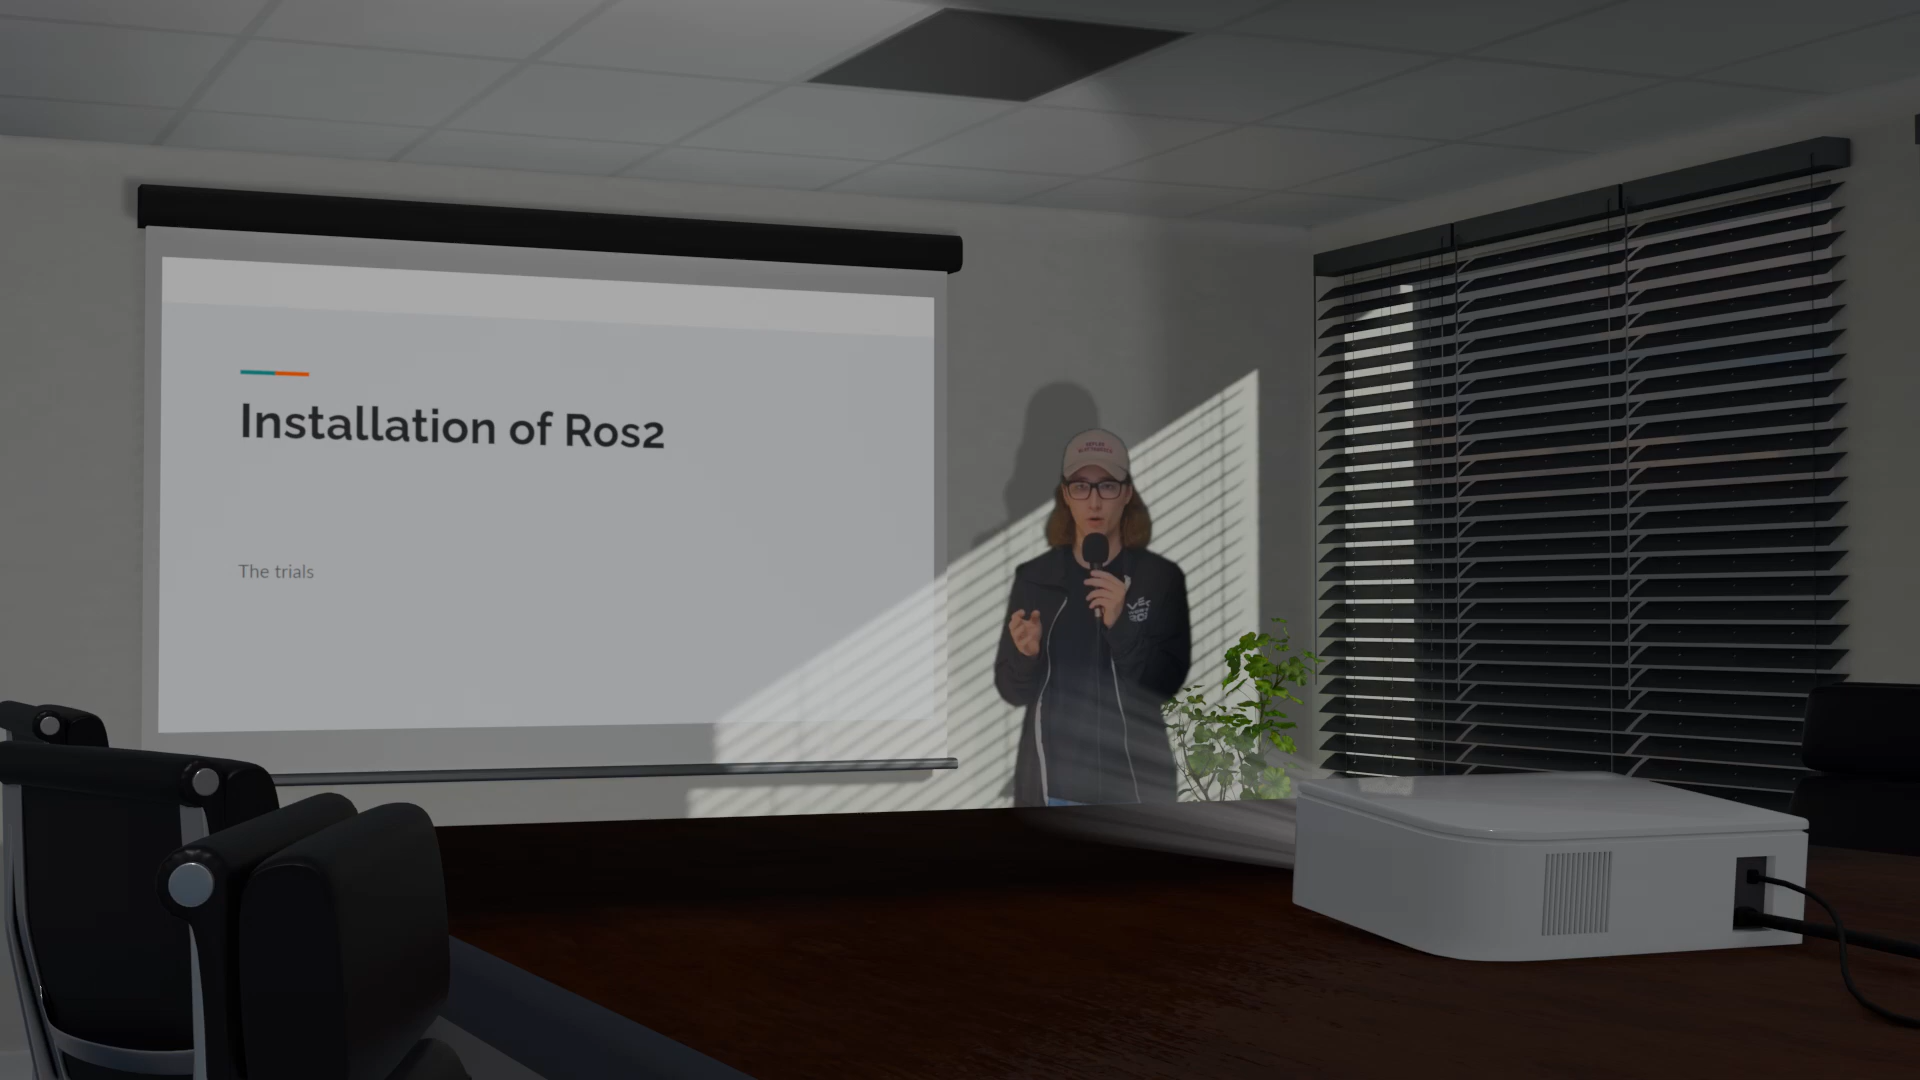 Installation of Ros2
The trials